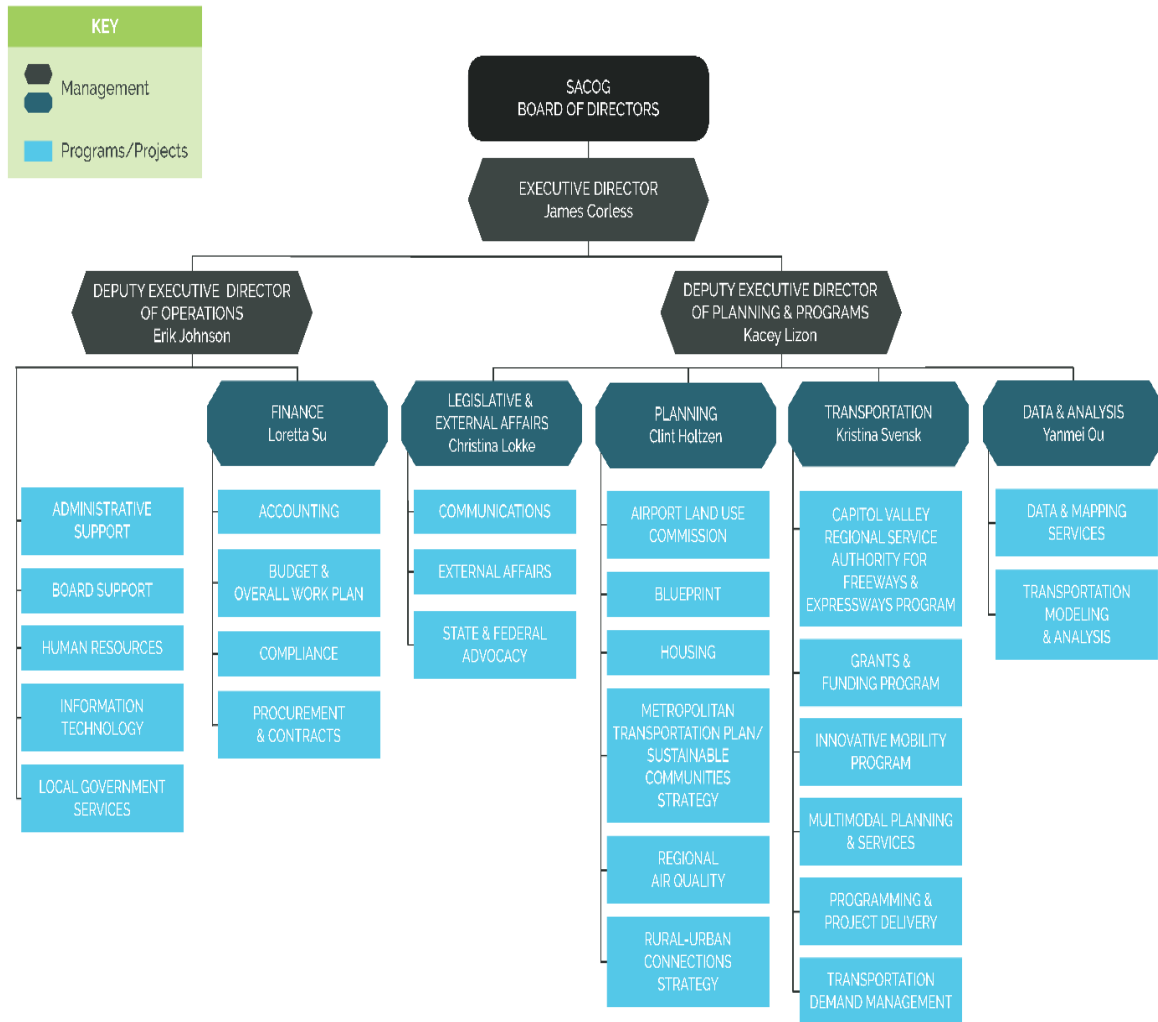 KEY
Management
Programs/Projects
SACOG
BOARD OF DIRECTORS
EXECUTIVE DIRECTOR
James Corless
DEPUTY EXECUTIVE DIRECTOR
OF OPERATIONS
Erik Johnson
DEPUTY EXECUTIVE DIRECTOR
OF PLANNING & PROGRAMS
Kacey Lizon
ADMINISTRATIVE
SUPPORT
BOARD SUPPORT
HUMAN RESOURCES
INFORMATION
TECHNOLOGY
LOCAL GOVERNMENT
SERVICES
FINANCE
Loretta Su
ACCOUNTING
BUDGET &
OVERALL WORK PLAN
COMPLIANCE
PROCUREMENT
& CONTRACTS
LEGISLATIVE &
EXTERNAL AFFAIRS
Christina Lokke
COMMUNICATIONS
EXTERNAL AFFAIRS
STATE & FEDERAL
ADVOCACY
PLANNING
Clint Holtzen
AIRPORT LAND USE
COMMISSION
BLUEPRINT
HOUSING
METROPOLITAN
TRANSPORTATION PLAN/
SUSTAINABLE
COMMUNITIES
STRATEGY
REGIONAL
AIR QUALITY
RURAL-URBAN
CONNECTIONS
STRATEGY
TRANSPORTATION
Kristina Svensk
CAPITOL VALLEY
REGIONAL SERVICE
AUTHORITY FOR
FREEWAYS &
EXPRESSWAYS PROGRAM
GRANTS &
FUNDING PROGRAM
INNOVATIVE MOBILITY
PROGRAM
MULTIMODAL PLANNING
& SERVICES
PROGRAMMING &
PROJECT DELIVERY
TRANSPORTATION
DEMAND MANAGEMENT
DATA & ANALYSIS
Yanmei Ou
DATA & MAPPING
SERVICES
TRANSPORTATION
MODELING
& ANALYSIS